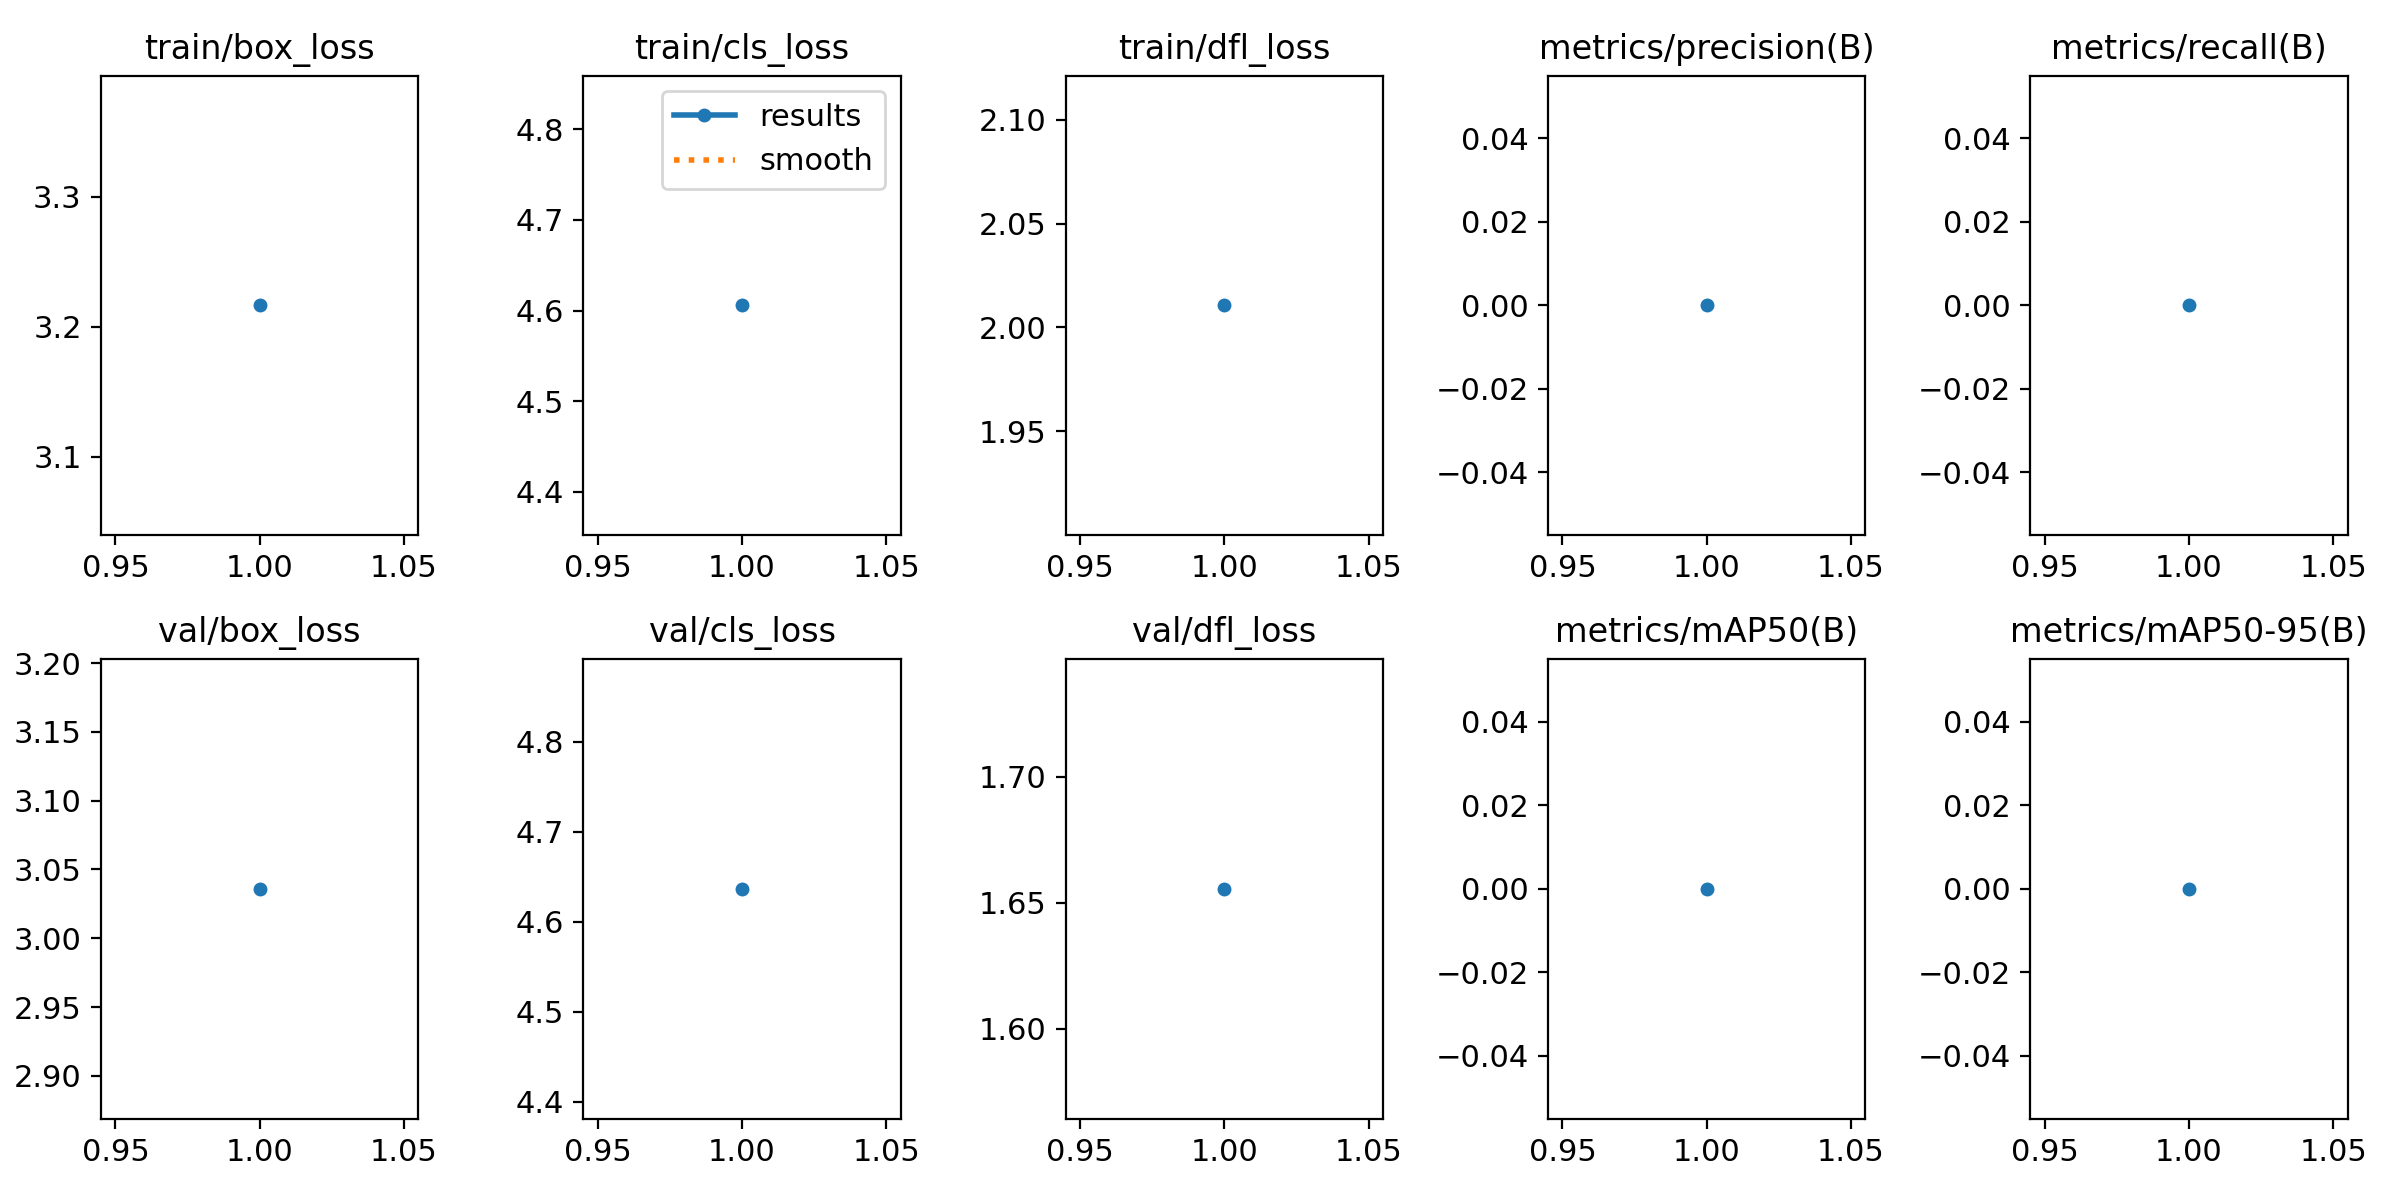 train/box_loss
3.3
3.2
3.1
0.95 1.00 1.05
train/cls_loss
results
smooth
4.8
4.7
4.6
4.5
4.4
0.95 1.00 1.05
train/dfl_loss
2.10
2.05
2.00
1.95
0.95 1.00 1.05
metrics/precision(B)
0.04
0.02
0.00
−0.02
−0.04
0.95 1.00 1.05
metrics/recall(B)
0.04
0.02
0.00
−0.02
−0.04
0.95 1.00 1.05
val/box_loss
3.20
3.15
3.10
3.05
3.00
2.95
2.90
0.95 1.00 1.05
val/cls_loss
4.8
4.7
4.6
4.5
4.4
0.95 1.00 1.05
val/dfl_loss
1.70
1.65
1.60
0.95 1.00 1.05
metrics/mAP50(B)
0.04
0.02
0.00
−0.02
−0.04
0.95 1.00 1.05
metrics/mAP50-95(B)
0.04
0.02
0.00
−0.02
−0.04
0.95 1.00 1.05